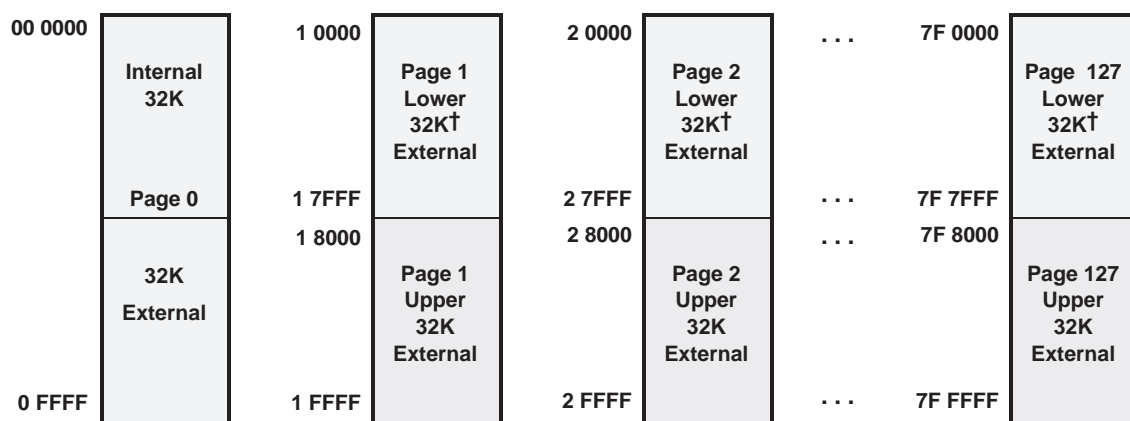 00 0000
Internal
32K
Page 0
32K
External
0 FFFF
1 0000
Page 1
Lower
32K†
External
1 7FFF
1 8000
Page 1
Upper
32K
External
1 FFFF
2 0000
Page 2
Lower
32K†
External
2 7FFF
2 8000
Page 2
Upper
32K
External
2 FFFF
. . .
. . .
. . .
. . .
7F 0000
Page 127
Lower
32K†
External
7F 7FFF
7F 8000
Page 127
Upper
32K
External
7F FFFF